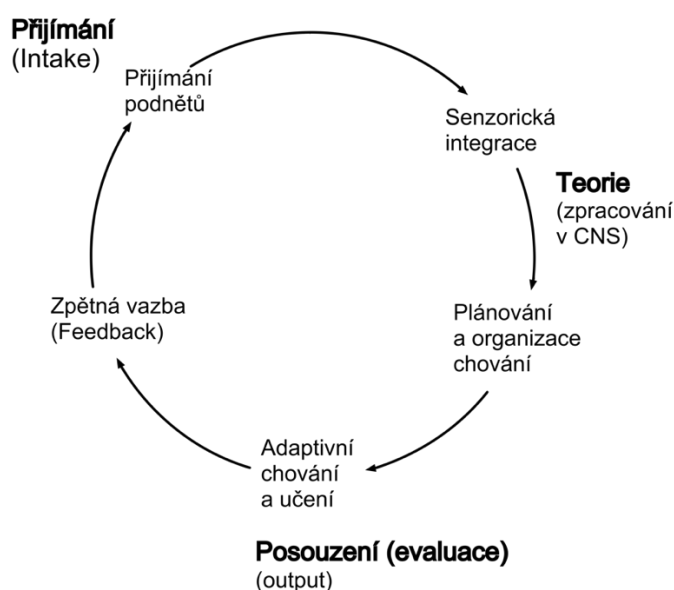 Přijímání
(Intake)
Přijímání
podnětů
Senzorická
integrace
Teorie
(zpracování
v CNS)
Plánování
a organizace
chování
Adaptivní
chování
a učení
Posouzení (evaluace)
(output)
Zpětná vazba
(Feedback)